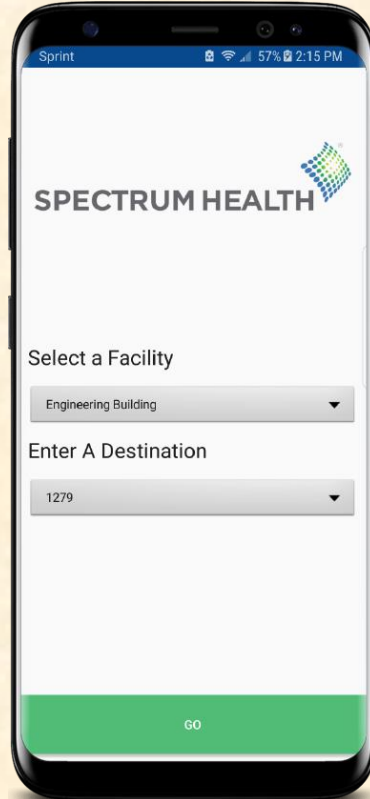 Sprint 57% 2:15 PM
SPECTRUM HEALTH
Select a Facility
Engineering Building
Enter A Destination
1279
GO